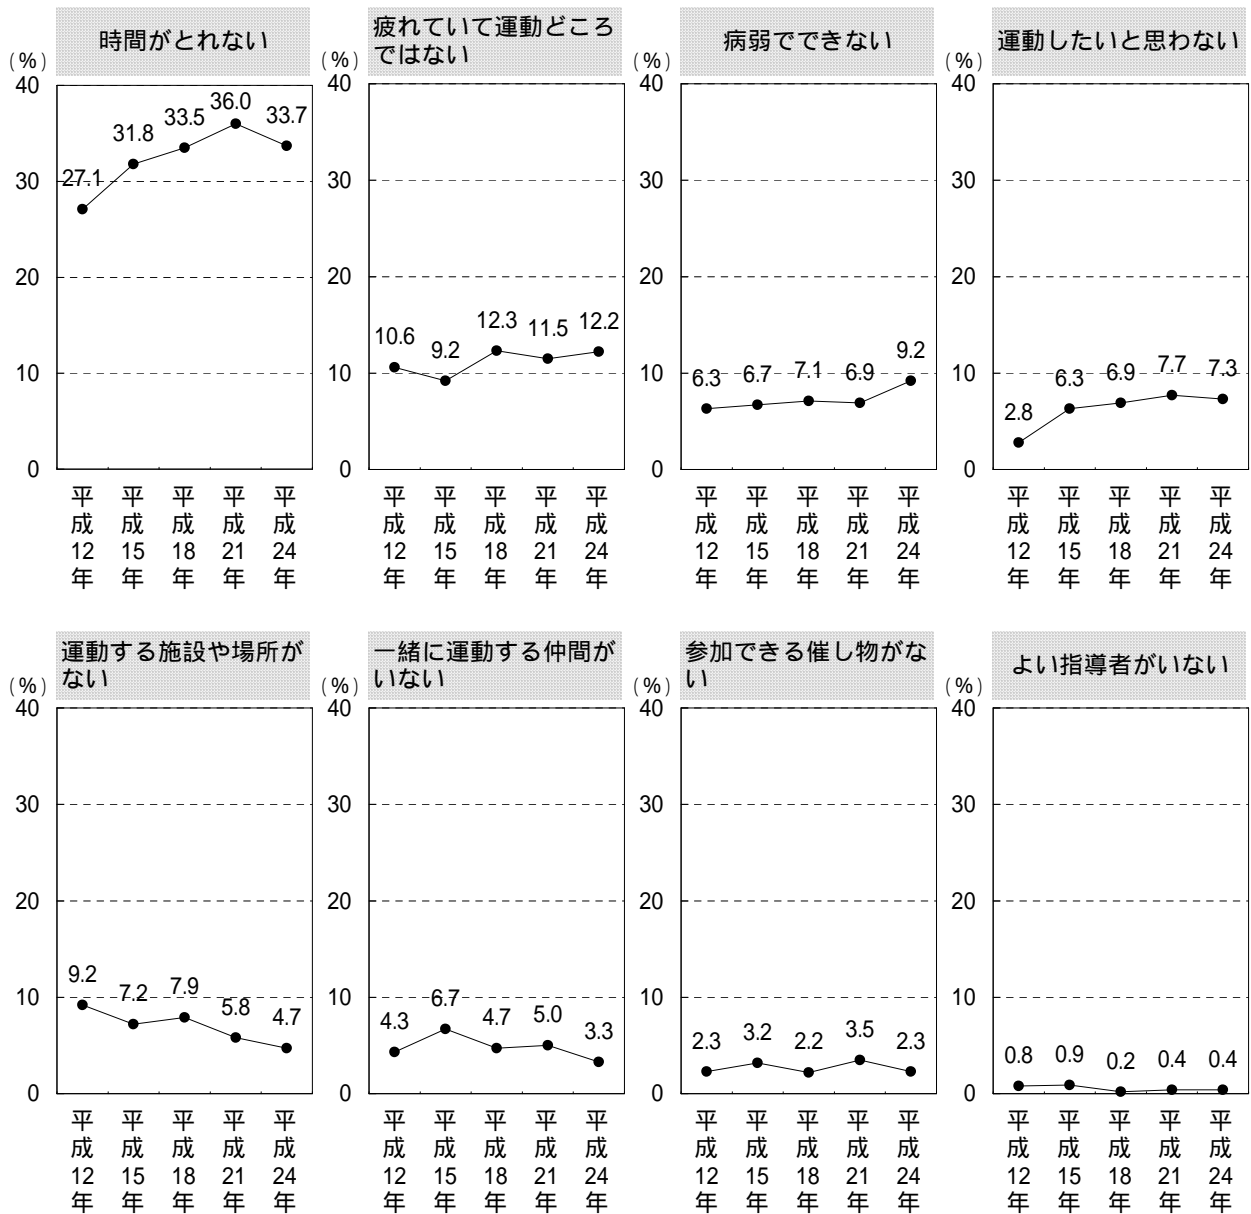 時間がとれない
(%)
40
30
20
10
0
27.1
31.8
33.5
36.0
33.7
平成12年
平成15年
平成18年
平成21年
平成24年
疲れていて運動どころ
ではない
(%)
40
30
20
10
0
10.6
9.2
12.3
11.5
12.2
平成12年
平成15年
平成18年
平成21年
平成24年
病弱でできない
(%)
40
30
20
10
0
6.3
6.7
7.1
6.9
9.2
平成12年
平成15年
平成18年
平成21年
平成24年
運動したいと思わない
(%)
40
30
20
10
0
2.8
6.3
6.9
7.7
7.3
平成12年
平成15年
平成18年
平成21年
平成24年
運動する施設や場所が
ない
(%)
40
30
20
10
0
9.2
7.2
7.9
5.8
4.7
平成12年
平成15年
平成18年
平成21年
平成24年
一緒に運動する仲間が
いない
(%)
40
30
20
10
0
4.3
6.7
4.7
5.0
3.3
平成12年
平成15年
平成18年
平成21年
平成24年
参加できる催し物がな
い
(%)
40
30
20
10
0
2.3
3.2
2.2
3.5
2.3
平成12年
平成15年
平成18年
平成21年
平成24年
よい指導者がいない
(%)
40
30
20
10
0
0.8
0.9
0.2
0.4
0.4
平成12年
平成15年
平成18年
平成21年
平成24年